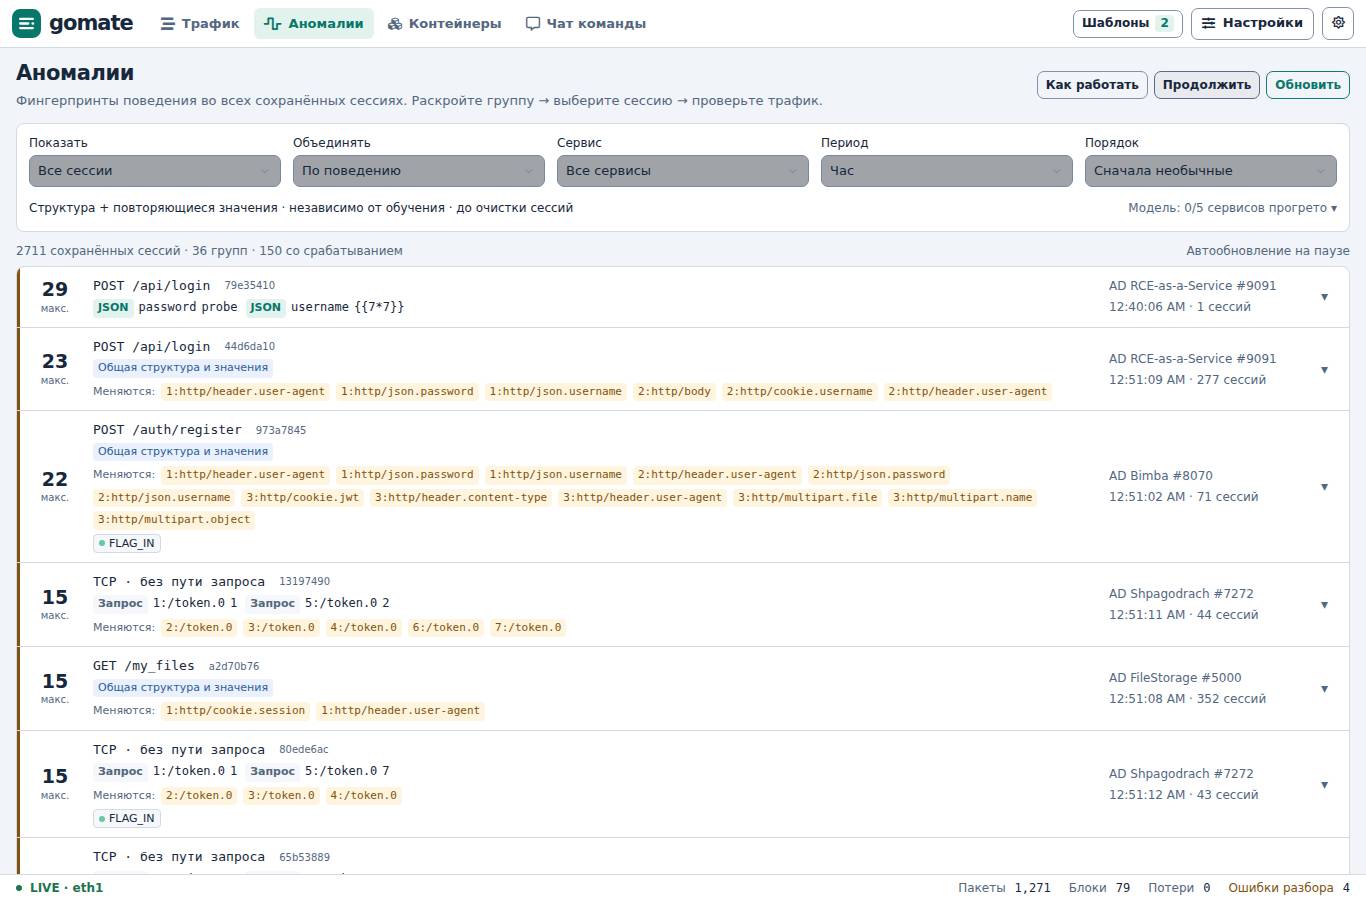 gomate Трафик Аномалии Контейнеры Чат команды Шаблоны 2 Настройки
Аномалии
Фингерпринты поведения во всех сохранённых сессиях. Раскройте группу → выберите сессию → проверьте трафик.
Как работать Продолжить Обновить
Показать Объединять Сервис Период Порядок
Все сессии По поведению Все сервисы Час Сначала необычные
Структура + повторяющиеся значения · независимо от обучения · до очистки сессий
Модель: 0/5 сервисов прогрето ▾
2711 сохранённых сессий · 36 групп · 150 со срабатыванием
Автообновление на паузе
29
макс.
POST /api/login 79e35410
JSON password probe JSON username {{7*7}}
AD RCE-as-a-Service #9091
12:40:06 AM · 1 сессий
▼
23
макс.
POST /api/login 44d6da10
Общая структура и значения
Меняются: 1:http/header.user-agent 1:http/json.password 1:http/json.username 2:http/body 2:http/cookie.username 2:http/header.user-agent
AD RCE-as-a-Service #9091
12:51:09 AM · 277 сессий
▼
22
макс.
POST /auth/register 973a7845
Общая структура и значения
Меняются: 1:http/header.user-agent 1:http/json.password 1:http/json.username 2:http/header.user-agent 2:http/json.password
2:http/json.username 3:http/cookie.jwt 3:http/header.content-type 3:http/header.user-agent 3:http/multipart.file 3:http/multipart.name
3:http/multipart.object
FLAG_IN
AD Bimba #8070
12:51:02 AM · 71 сессий
▼
15
макс.
TCP · без пути запроса 13197490
Запрос 1:/token.0 1 Запрос 5:/token.0 2
Меняются: 2:/token.0 3:/token.0 4:/token.0 6:/token.0 7:/token.0
AD Shpagodrach #7272
12:51:11 AM · 44 сессий
▼
15
макс.
GET /my_files a2d70b76
Общая структура и значения
Меняются: 1:http/cookie.session 1:http/header.user-agent
AD FileStorage #5000
12:51:08 AM · 352 сессий
▼
15
макс.
TCP · без пути запроса 80ede6ac
Запрос 1:/token.0 1 Запрос 5:/token.0 7
Меняются: 2:/token.0 3:/token.0 4:/token.0
FLAG_IN
AD Shpagodrach #7272
12:51:12 AM · 43 сессий
▼
TCP · без пути запроса 65b53889
LIVE · eth1
Пакеты 1,271 Блоки 79 Потери 0 Ошибки разбора 4